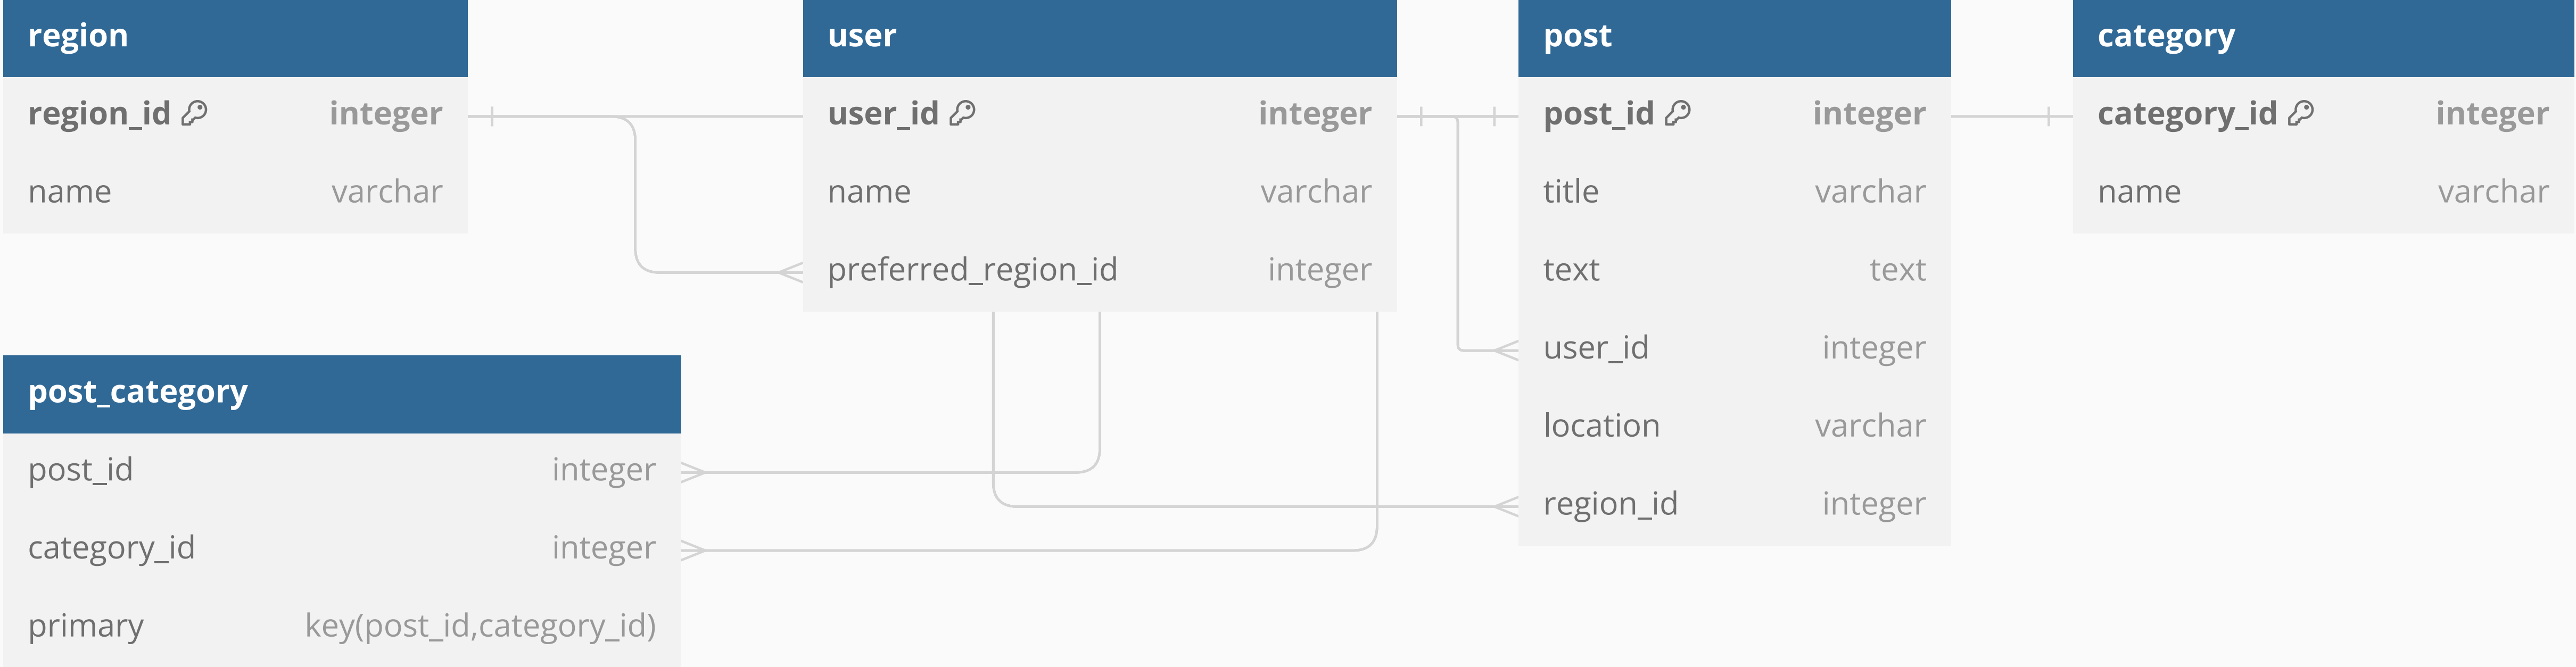 region
region_id integer
name varchar
user
user_id integer
name varchar
preferred_region_id integer
post
post_id integer
title varchar
text text
user_id integer
location varchar
region_id integer
category
category_id integer
name varchar
post_category
post_id integer
category_id integer
primary key(post_id,category_id)